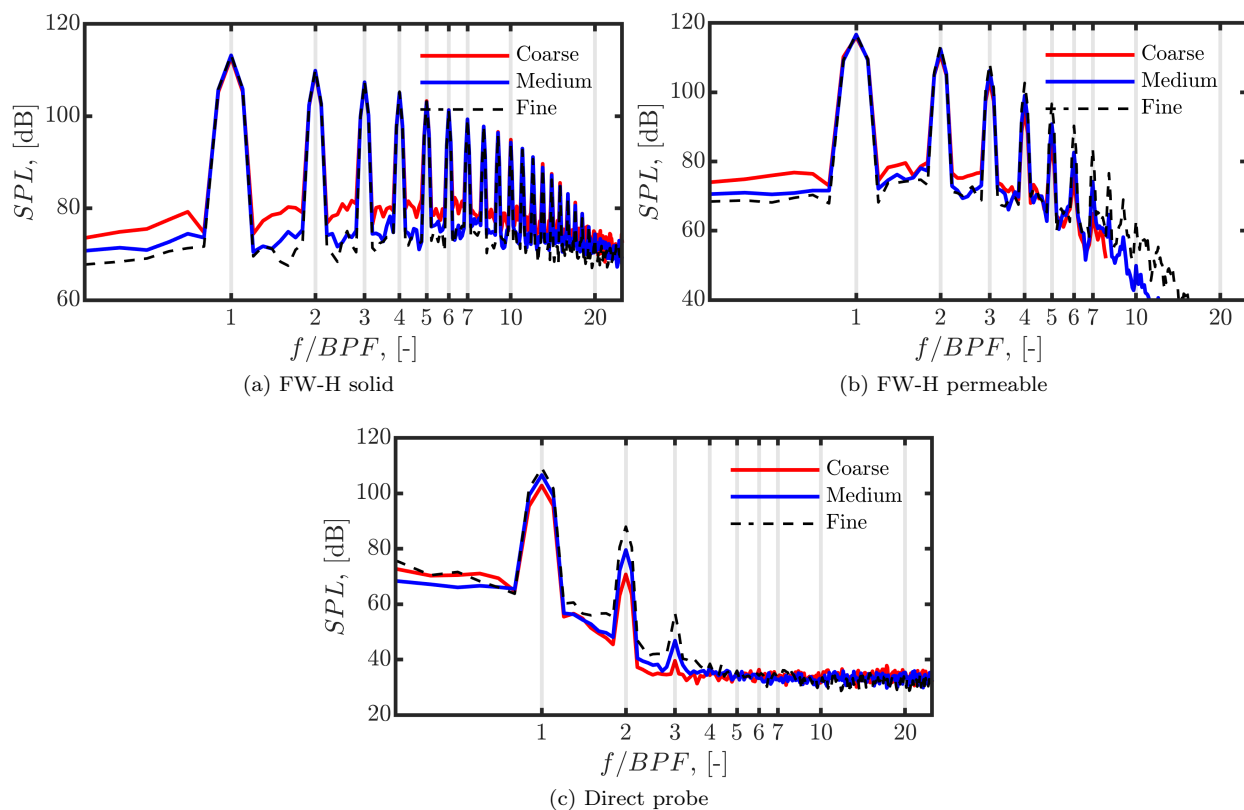 120
100
80
60
SPL, [dB]
Coarse
Medium
Fine
1 2 3 4 5 6 7 10 20
f/BPF, [-]
(a) FW-H solid
120
100
80
60
40
SPL, [dB]
Coarse
Medium
Fine
1 2 3 4 5 6 7 10 20
f/BPF, [-]
(b) FW-H permeable
120
100
80
60
40
20
SPL, [dB]
Coarse
Medium
Fine
1 2 3 4 5 6 7 10 20
f/BPF, [-]
(c) Direct probe